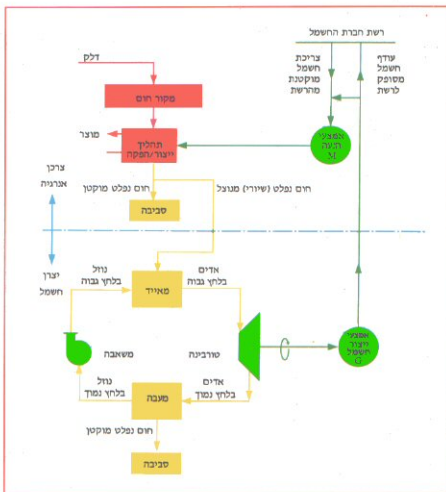 רשת חברת החשמל
דלק
צריכת
חשמל
מוקטנת
מהרשת
עודף
חשמל
מסופק
לרשת
מקור חום
מוצר
תהליך
ייצור/הפקה
אמצעי
הנעה
M
חום נפלט מוקטן
חום נפלט (שיורי) מנוצל
סביבה
צרכן
אנרגיה
יצרן
חשמל
נוזל
בלחץ גבוה
מאייד
אדים
בלחץ גבוה
משאבה
טורבינה
אמצעי
ייצור
חשמל
G
נוזל
בלחץ נמוך
מעבה
אדים
בלחץ נמוך
חום נפלט מוקטן
סביבה